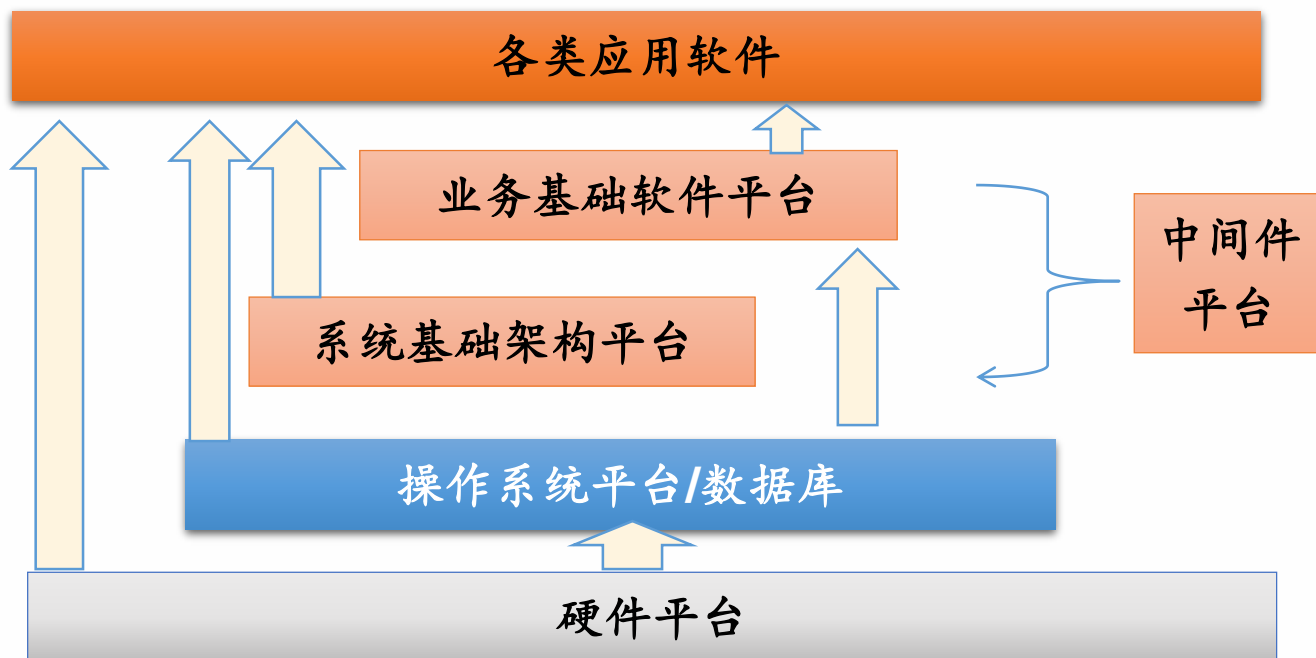 各类应用软件
业务基础软件平台
中间件
平台
系统基础架构平台
操作系统平台/数据库
硬件平台